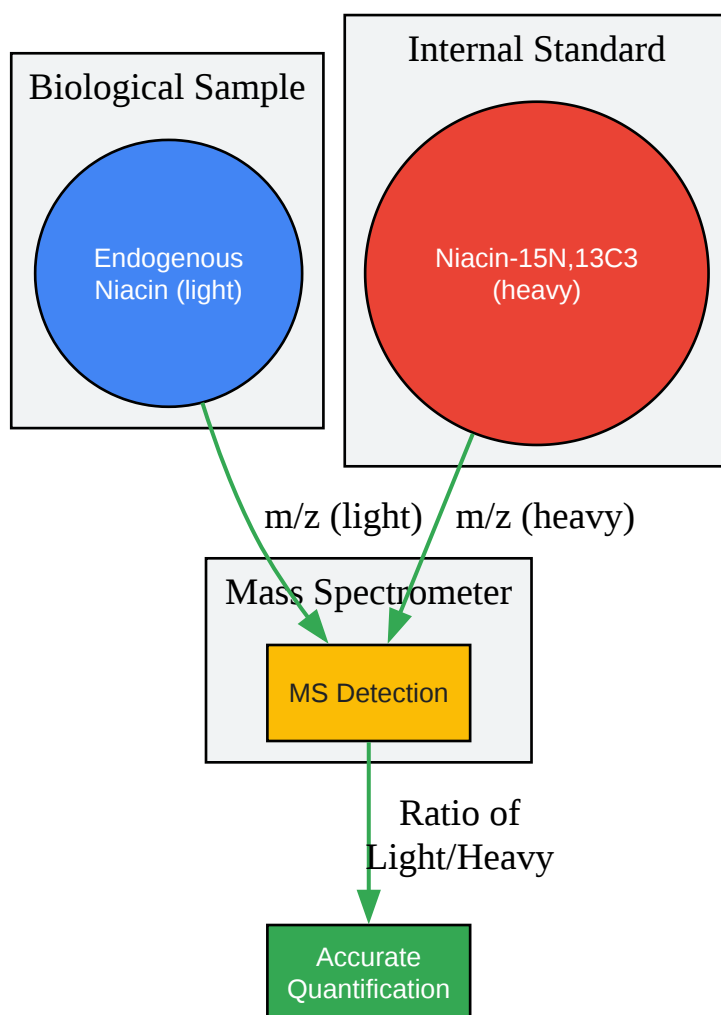 Biological Sample
Internal Standard
Endogenous
Niacin (light)
Niacin-15N,13C3
(heavy)
m/z (light)
m/z (heavy)
Mass Spectrometer
MS Detection
Ratio of
Light/Heavy
Accurate
Quantification